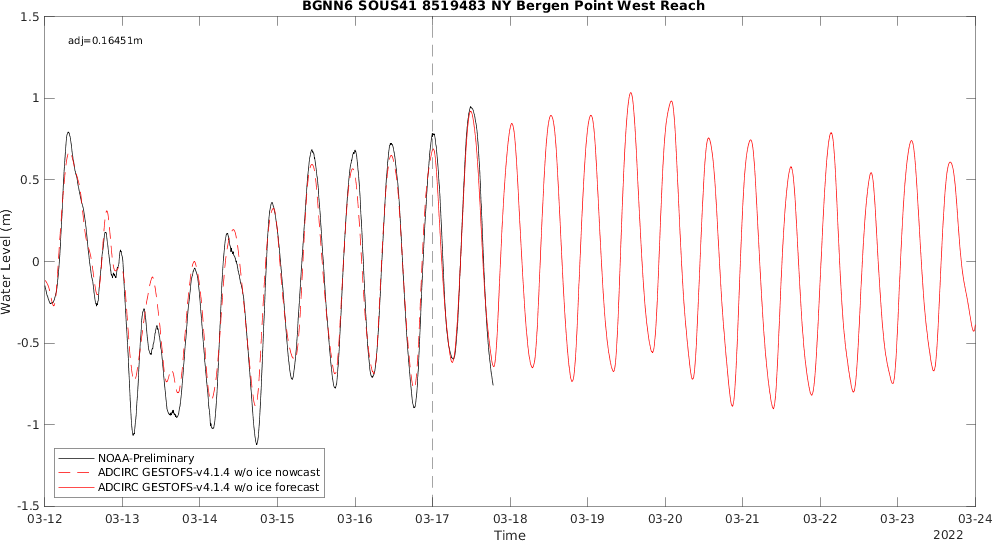 BGNN6 SOUS41 8519483 NY Bergen Point West Reach
adj=0.16451m
1.5
1
0.5
0
-0.5
-1
-1.5
Water Level (m)
NOAA-Preliminary
ADCIRC GESTOFS-v4.1.4 w/o ice nowcast
ADCIRC GESTOFS-v4.1.4 w/o ice forecast
03-12 03-13 03-14 03-15 03-16 03-17 03-18 03-19 03-20 03-21 03-22 03-23 03-24
Time
2022